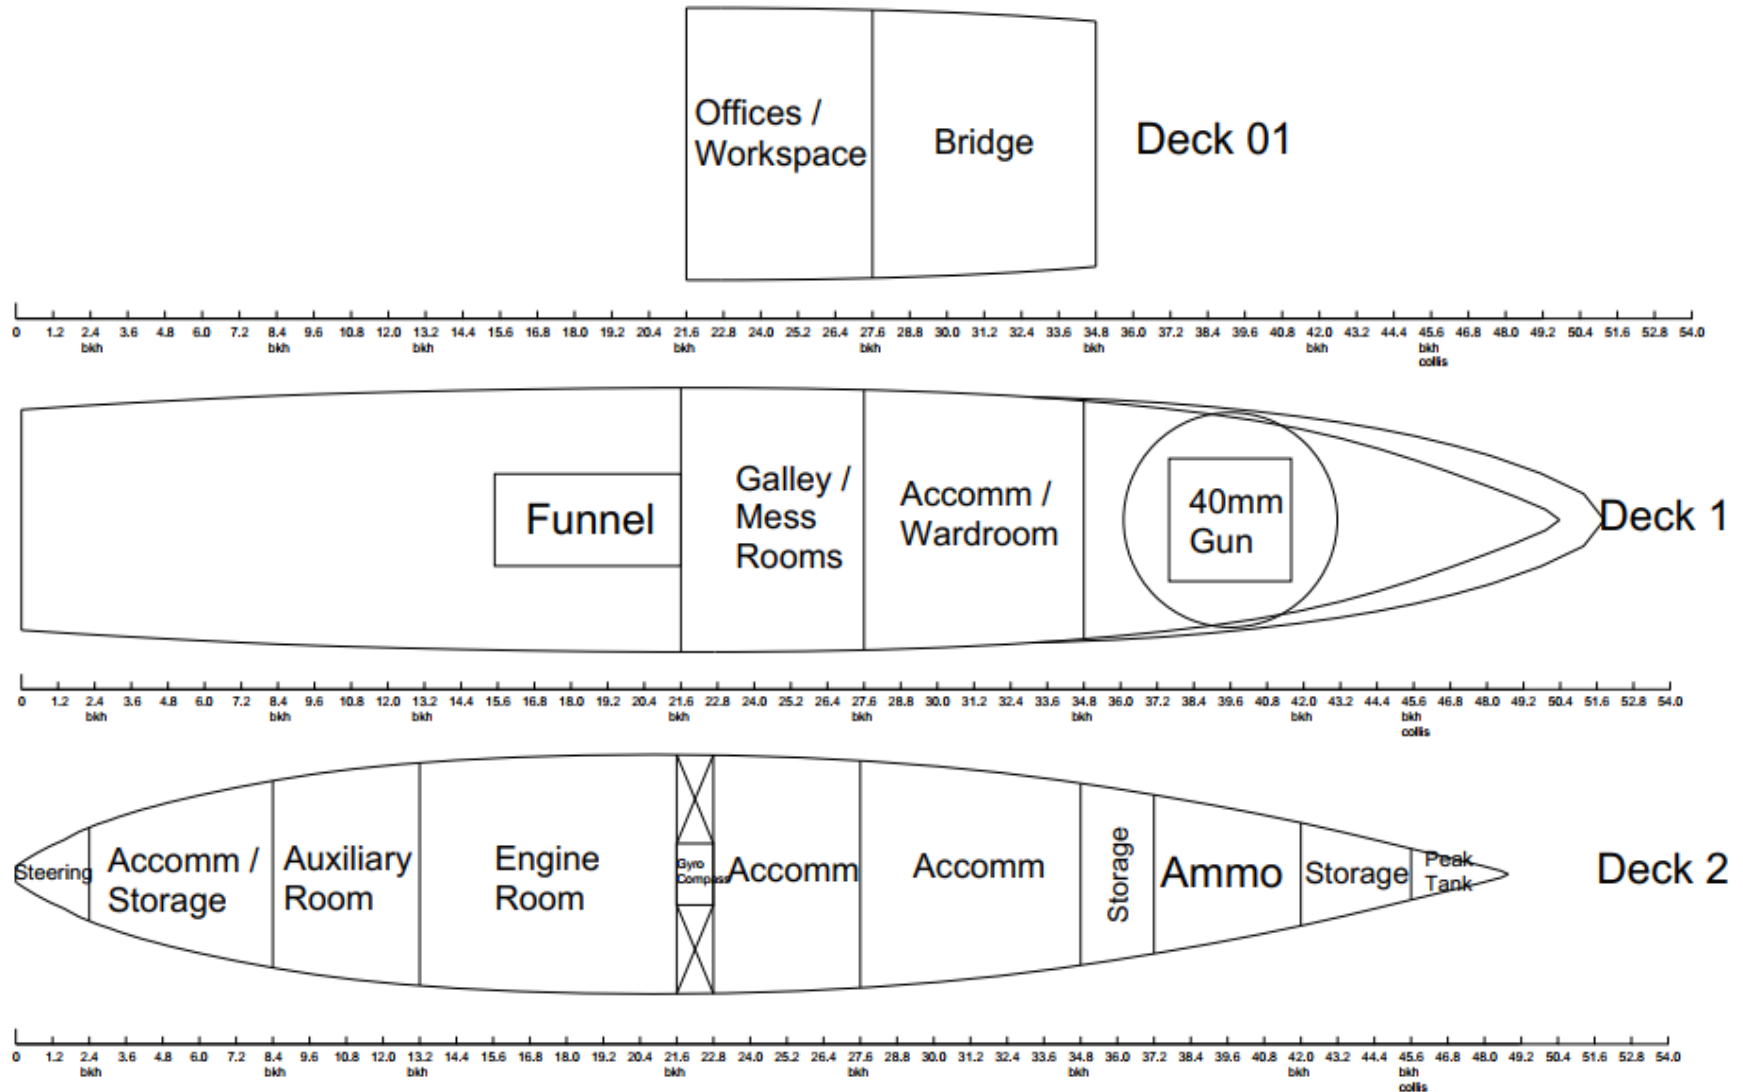 Offices /
Workspace
Bridge
Deck 01
0 1.2 2.4 3.6 4.8 6.0 7.2 8.4 9.6 10.8 12.0 13.2 14.4 15.6 16.8 18.0 19.2 20.4 21.6 22.8 24.0 25.2 26.4 27.6 28.8 30.0 31.2 32.4 33.6 34.8 36.0 37.2 38.4 39.6 40.8 42.0 43.2 44.4 45.6 46.8 48.0 49.2 50.4 51.6 52.8 54.0
bkh bkh bkh bkh bkh bkh bkh bkh
collis
Funnel
Galley /
Mess
Rooms
Accomm /
Wardroom
40mm
Gun
Deck 1
0 1.2 2.4 3.6 4.8 6.0 7.2 8.4 9.6 10.8 12.0 13.2 14.4 15.6 16.8 18.0 19.2 20.4 21.6 22.8 24.0 25.2 26.4 27.6 28.8 30.0 31.2 32.4 33.6 34.8 36.0 37.2 38.4 39.6 40.8 42.0 43.2 44.4 45.6 46.8 48.0 49.2 50.4 51.6 52.8 54.0
bkh bkh bkh bkh bkh bkh bkh bkh
collis
Steering
Accomm /
Storage
Auxiliary
Room
Engine
Room
Gyro
Compass
Accomm
Accomm
Storage
Ammo
Storage
Peak
Tank
Deck 2
0 1.2 2.4 3.6 4.8 6.0 7.2 8.4 9.6 10.8 12.0 13.2 14.4 15.6 16.8 18.0 19.2 20.4 21.6 22.8 24.0 25.2 26.4 27.6 28.8 30.0 31.2 32.4 33.6 34.8 36.0 37.2 38.4 39.6 40.8 42.0 43.2 44.4 45.6 46.8 48.0 49.2 50.4 51.6 52.8 54.0
bkh bkh bkh bkh bkh bkh bkh bkh
collis